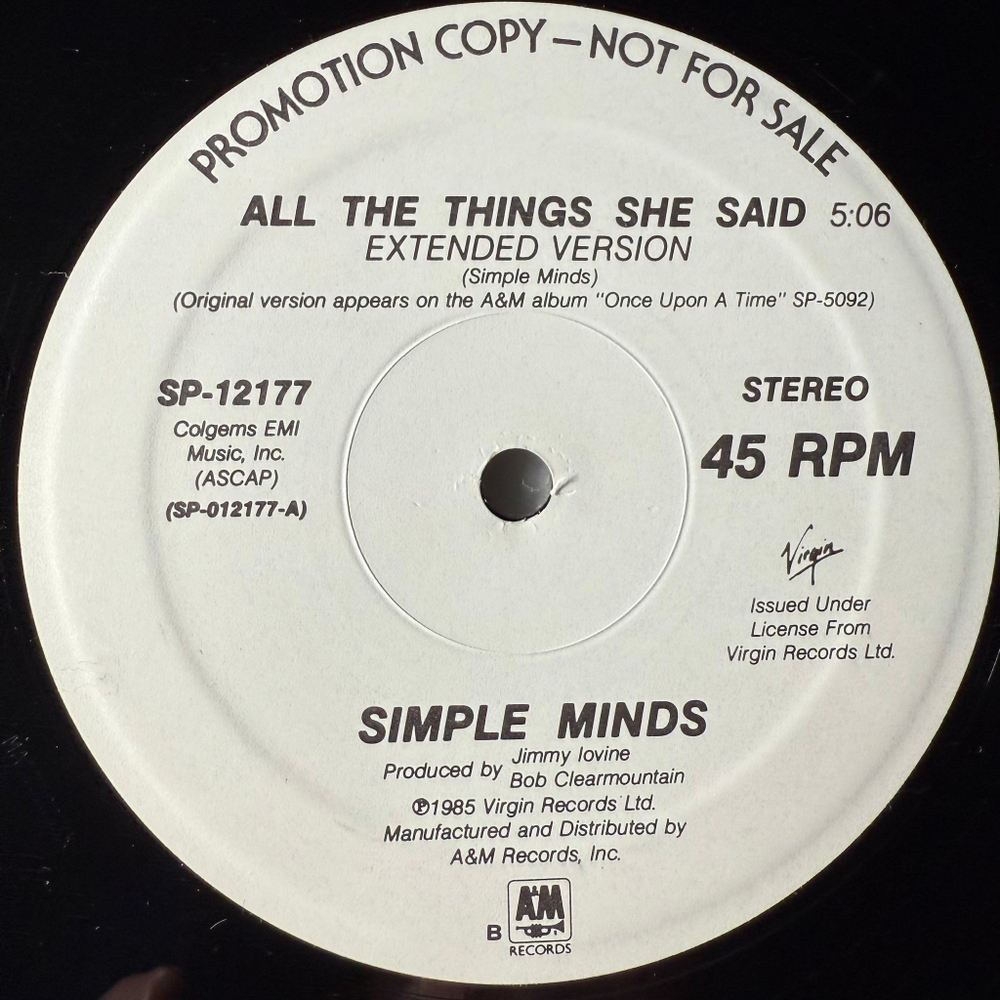 PROMOTION COPY — NOT FOR SALE
ALL THE THINGS SHE SAID 5:06
EXTENDED VERSION
(Simple Minds)
(Original version appears on the A&M album "Once Upon A Time" SP-5092)
SP-12177
Colgems EMI
Music, Inc.
(ASCAP)
(SP-012177-A)
STEREO
45 RPM
Virgin
Issued Under
License From
Virgin Records Ltd.
SIMPLE MINDS
Produced by Jimmy Iovine
Bob Clearmountain
℗1985 Virgin Records Ltd.
Manufactured and Distributed by
A&M Records, Inc.
A&M
B
RECORDS